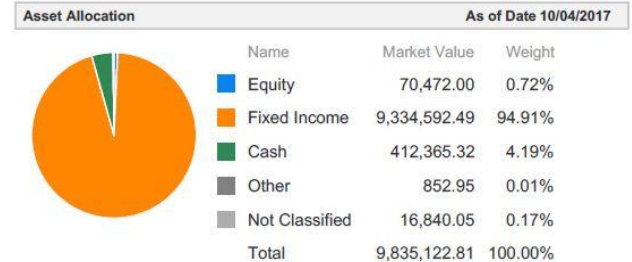 Asset Allocation As of Date 10/04/2017
Name Market Value Weight
Equity 70,472.00 0.72%
Fixed Income 9,334,592.49 94.91%
Cash 412,365.32 4.19%
Other 852.95 0.01%
Not Classified 16,840.05 0.17%
Total 9,835,122.81 100.00%